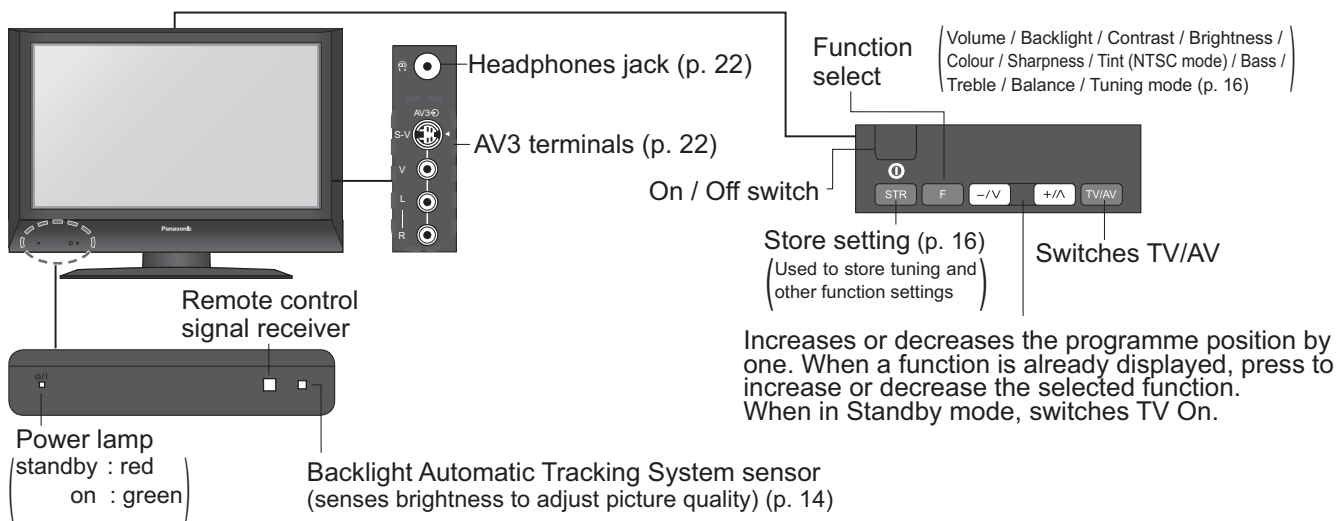 Panasonic
Headphones jack (p. 22)
AV3
S-V
AV3 terminals (p. 22)
V
L
R
Function
select
(Volume / Backlight / Contrast / Brightness /
Colour / Sharpness / Tint (NTSC mode) / Bass /
Treble / Balance / Tuning mode (p. 16))
On / Off switch
STR
F
−/∨
+/∧
TV/AV
Store setting (p. 16)
(Used to store tuning and
other function settings)
Switches TV/AV
Increases or decreases the programme position by
one. When a function is already displayed, press to
increase or decrease the selected function.
When in Standby mode, switches TV On.
Remote control
signal receiver
⏻/I
Power lamp
(standby : red
on : green)
Backlight Automatic Tracking System sensor
(senses brightness to adjust picture quality) (p. 14)